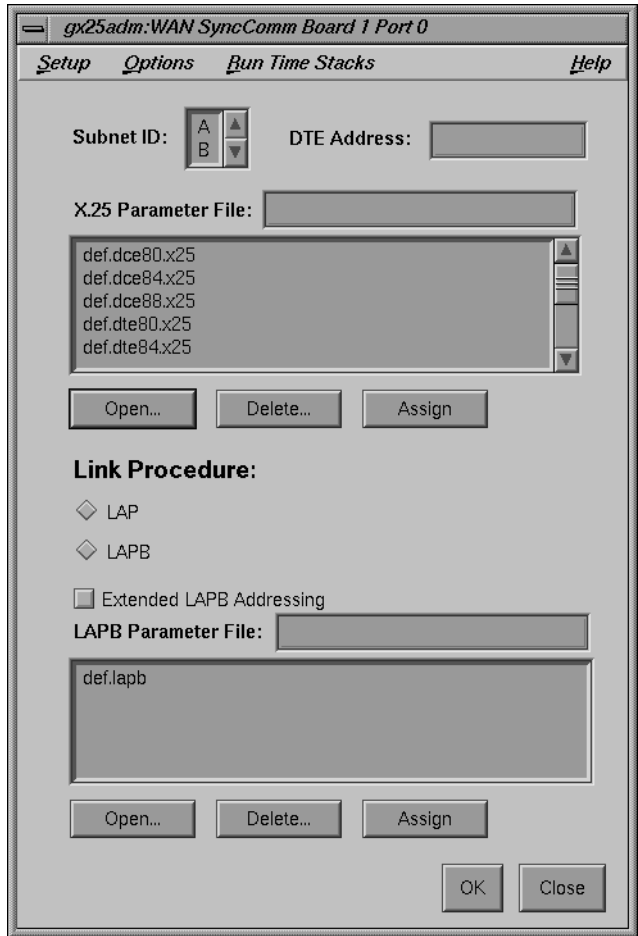 gx25adm:WAN SyncComm Board 1 Port 0
Setup Options Run Time Stacks Help
Subnet ID: A B DTE Address:
X.25 Parameter File:
def.dce80.x25
def.dce84.x25
def.dce88.x25
def.dte80.x25
def.dte84.x25
Open... Delete... Assign
Link Procedure:
LAP
LAPB
Extended LAPB Addressing
LAPB Parameter File:
def.lapb
Open... Delete... Assign
OK Close